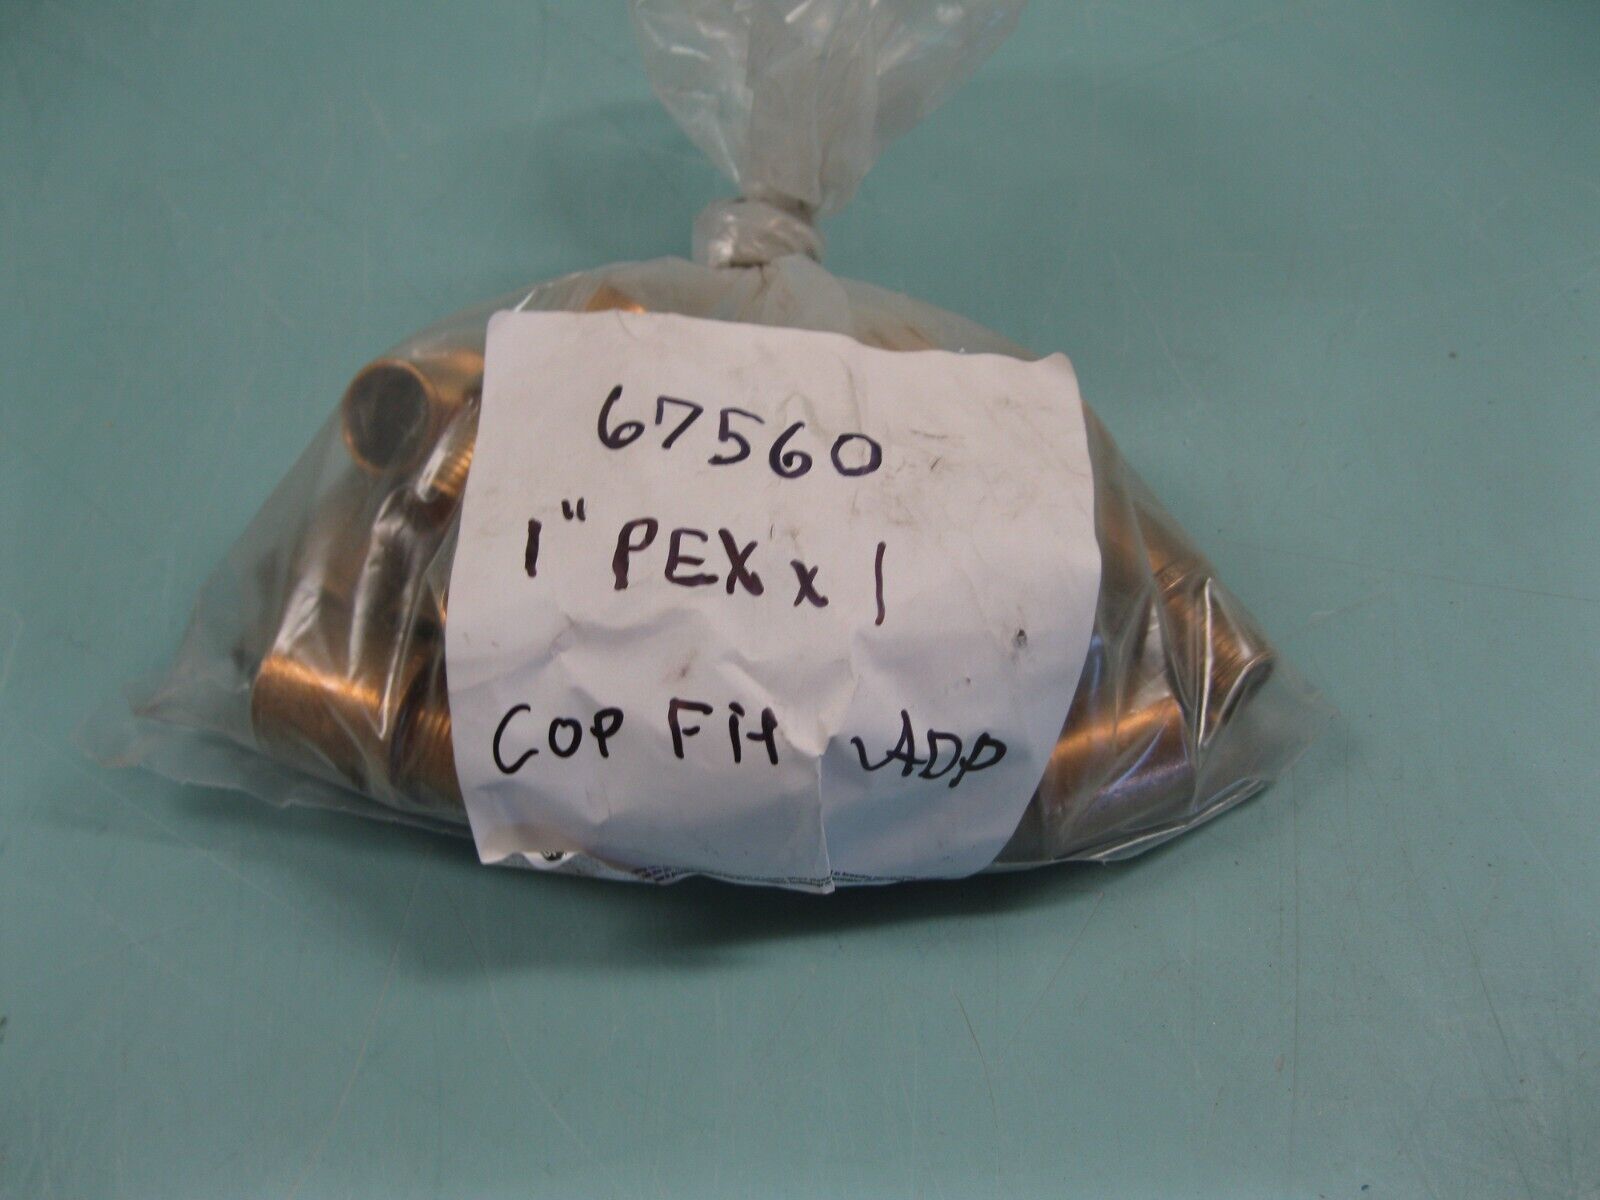 67560
1" PEX x 1
COP Fit ADP